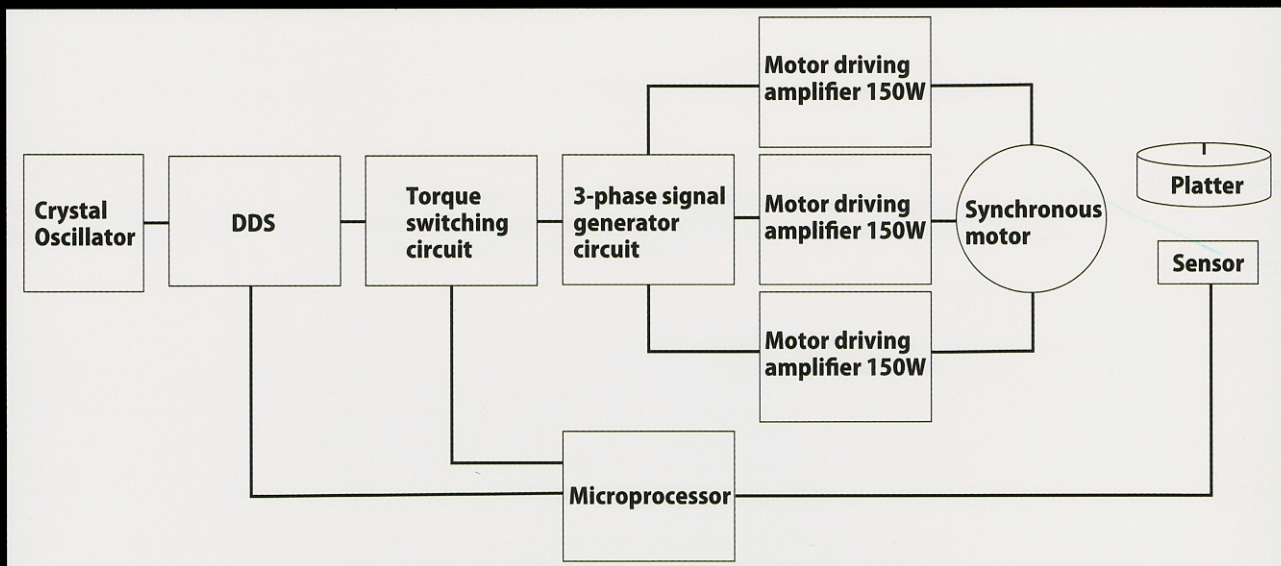 Crystal
Oscillator
DDS
Torque
switching
circuit
3-phase signal
generator
circuit
Motor driving
amplifier 150W
Motor driving
amplifier 150W
Motor driving
amplifier 150W
Synchronous
motor
Platter
Sensor
Microprocessor